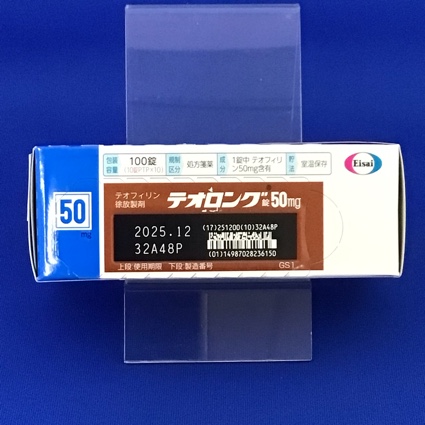 包装容量 100錠 (10錠PTP×10) 規制区分 処方箋薬 成分 1錠中 テオフィリン50mg含有 貯法 室温保存
Eisai
テオフィリン
徐放製剤
テオロング錠50mg
50
mg
(17)251200(10)32A48P
2025.12
32A48P
(01)14987028236150
上段:使用期限 下段:製造番号
GS1